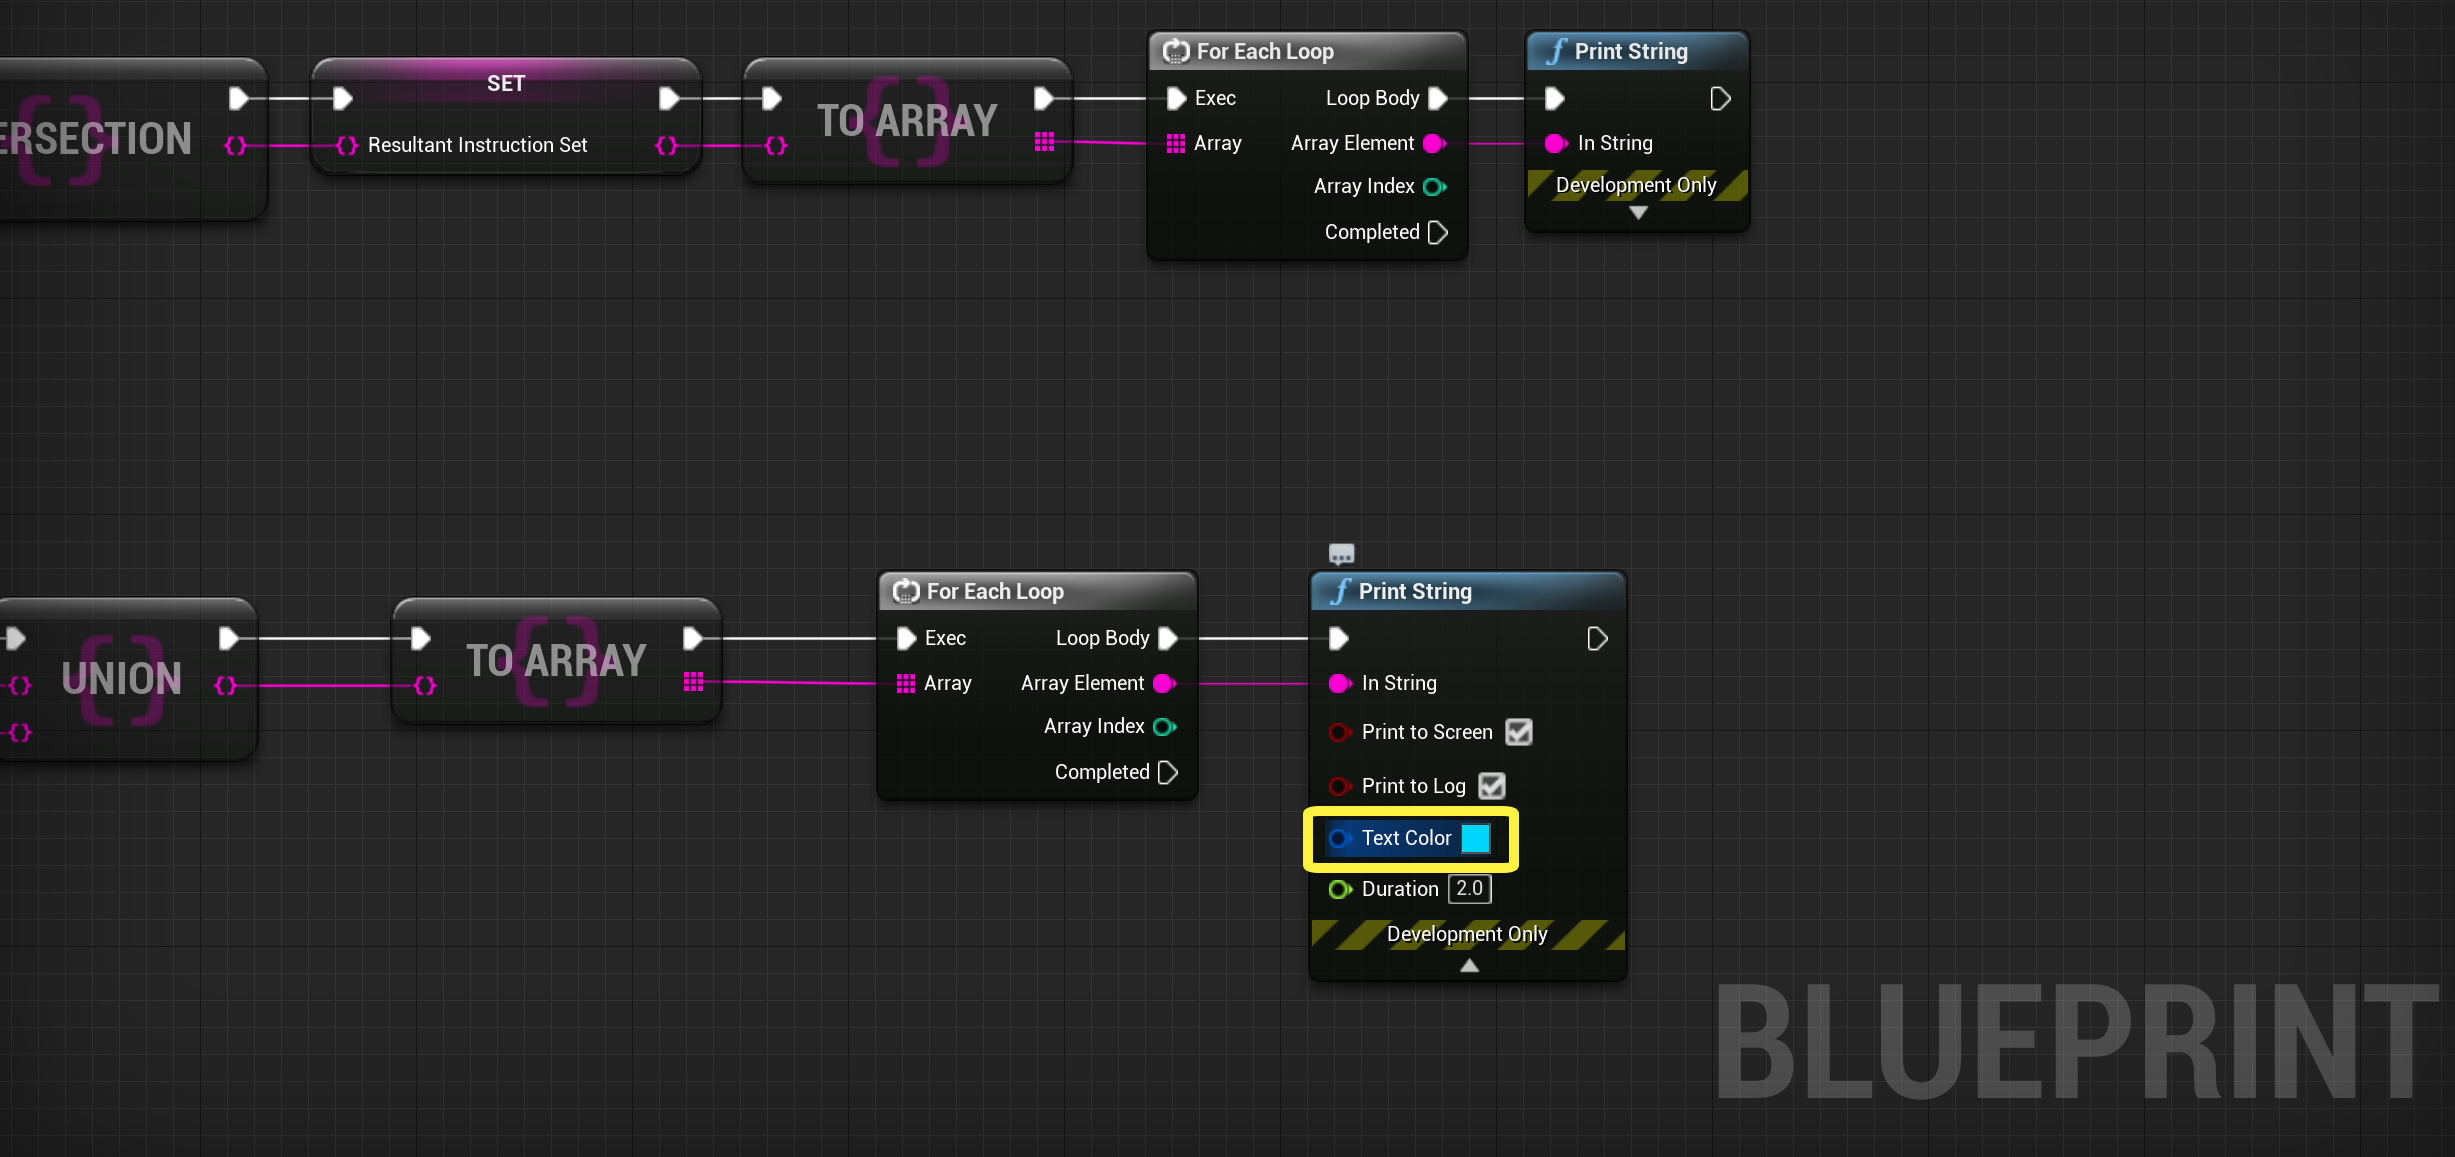 ERSECTION
SET
Resultant Instruction Set
TO ARRAY
For Each Loop
Exec
Loop Body
Array
Array Element
Array Index
Completed
Print String
In String
Development Only
UNION
TO ARRAY
For Each Loop
Exec
Loop Body
Array
Array Element
Array Index
Completed
Print String
In String
Print to Screen
Print to Log
Text Color
Duration 2.0
Development Only
BLUEPRINT